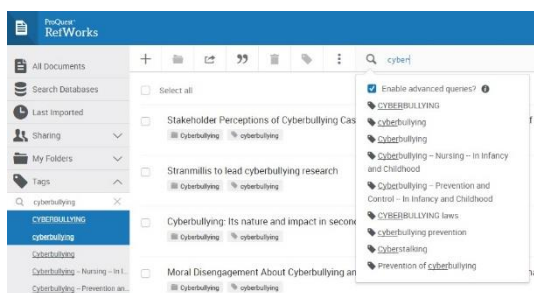 ProQuest
RefWorks
All Documents
Search Databases
Last Imported
Sharing
My Folders
Tags
cyberbullying
CYBERBULLYING
cyberbullying
Cyberbullying
Cyberbullying – Nursing – In I...
Cyberbullying – Prevention an...
cyber
Select all
Stakeholder Perceptions of Cyberbullying Cas
of
Cyberbullying cyberbullying
Stranmillis to lead cyberbullying research
Cyberbullying cyberbullying
Cyberbullying: Its nature and impact in secon
Cyberbullying cyberbullying
Moral Disengagement About Cyberbullying an
na
Cyberbullying cyberbullying
Enable advanced queries?
CYBERBULLYING
cyberbullying
Cyberbullying
Cyberbullying – Nursing – In Infancy
and Childhood
Cyberbullying – Prevention and
Control – In Infancy and Childhood
CYBERBULLYING laws
cyberbullying prevention
Cyberstalking
Prevention of cyberbullying